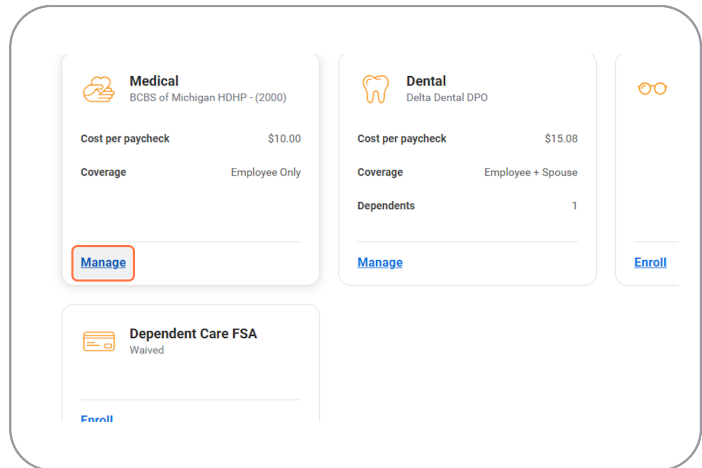 Medical
BCBS of Michigan HDHP - (2000)
Cost per paycheck $10.00
Coverage Employee Only
Manage
Dental
Delta Dental DPO
Cost per paycheck $15.08
Coverage Employee + Spouse
Dependents 1
Manage
Enroll
Dependent Care FSA
Waived
Enroll